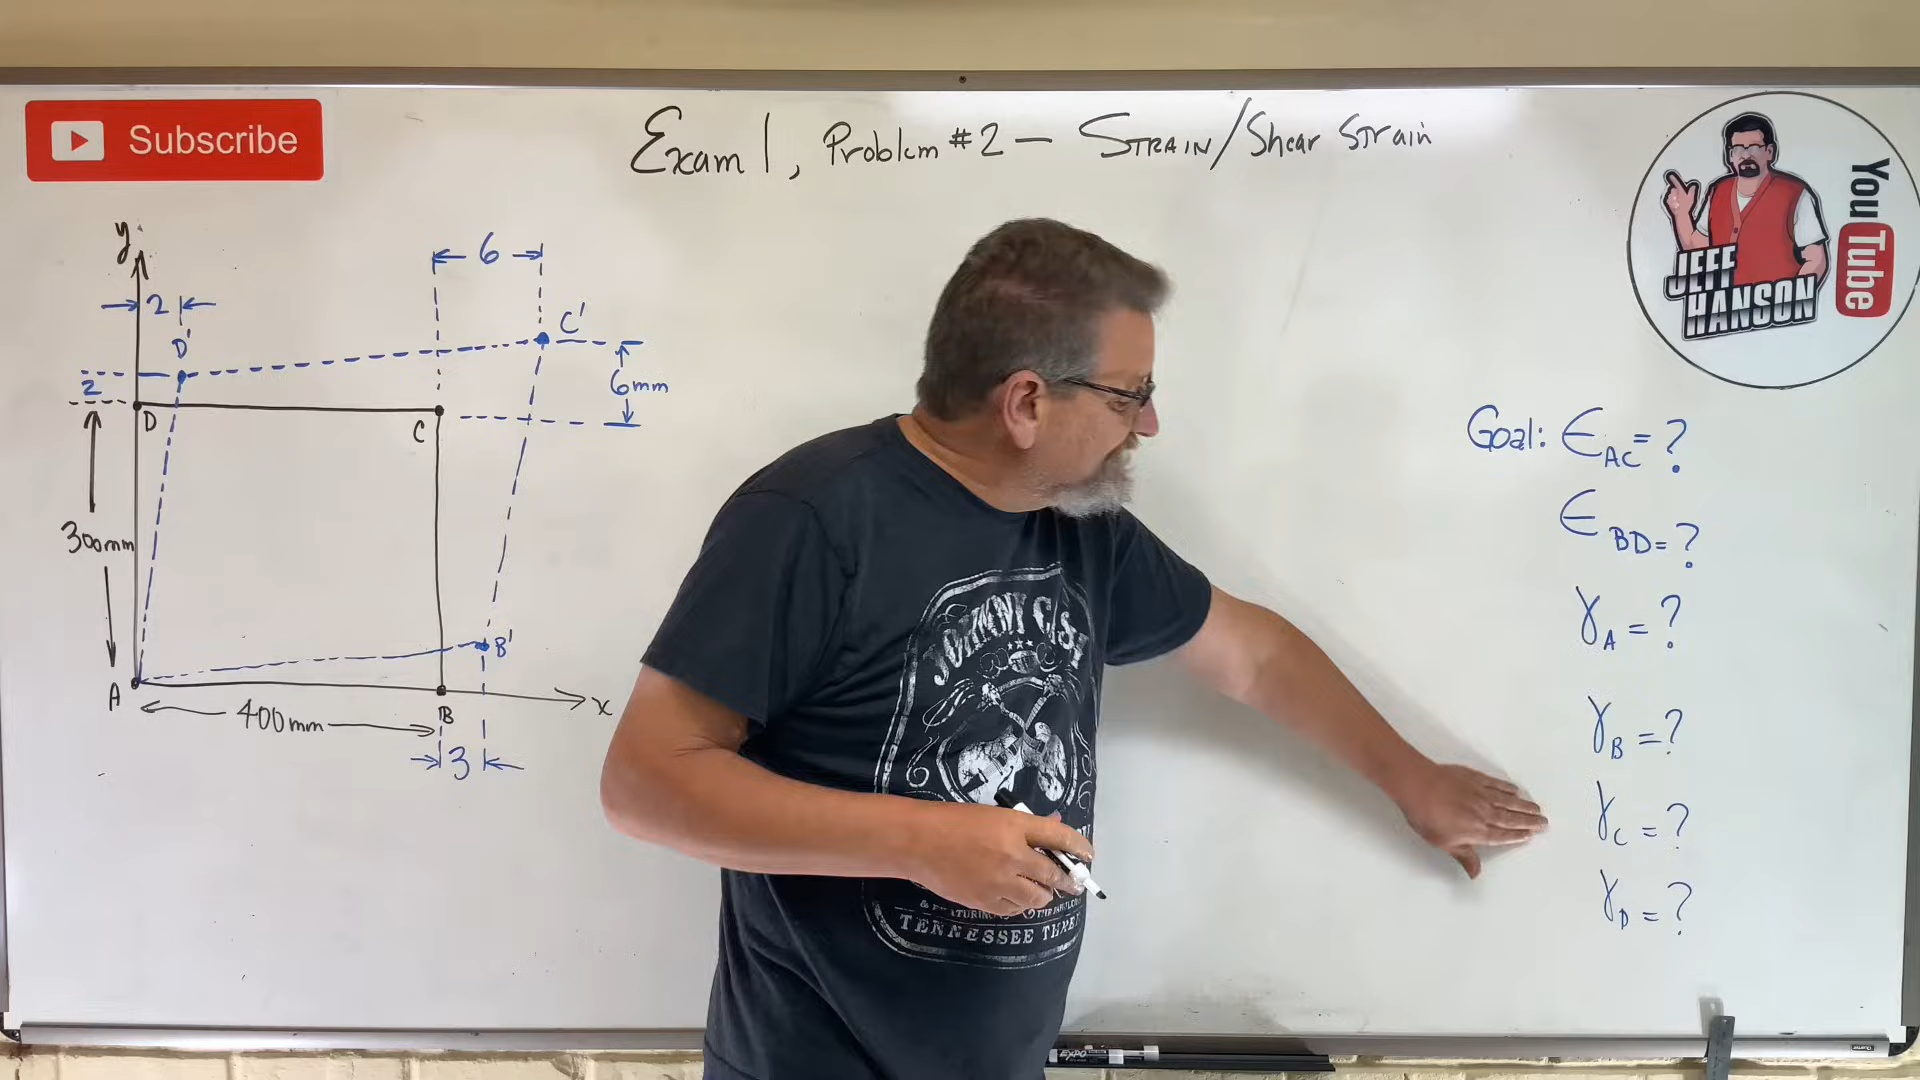 Subscribe
Exam 1, Problem #2 — STRAIN/Shear Strain
YouTube
JEFF
HANSON
y
6
2
D'
C'
2
6mm
D
C
300mm
B'
A
x
400mm
B
3
Goal: ϵAC = ?
ϵBD = ?
γA = ?
γB = ?
γC = ?
γD = ?
JOHNNY CASH
TENNESSEE THREE
EXPO